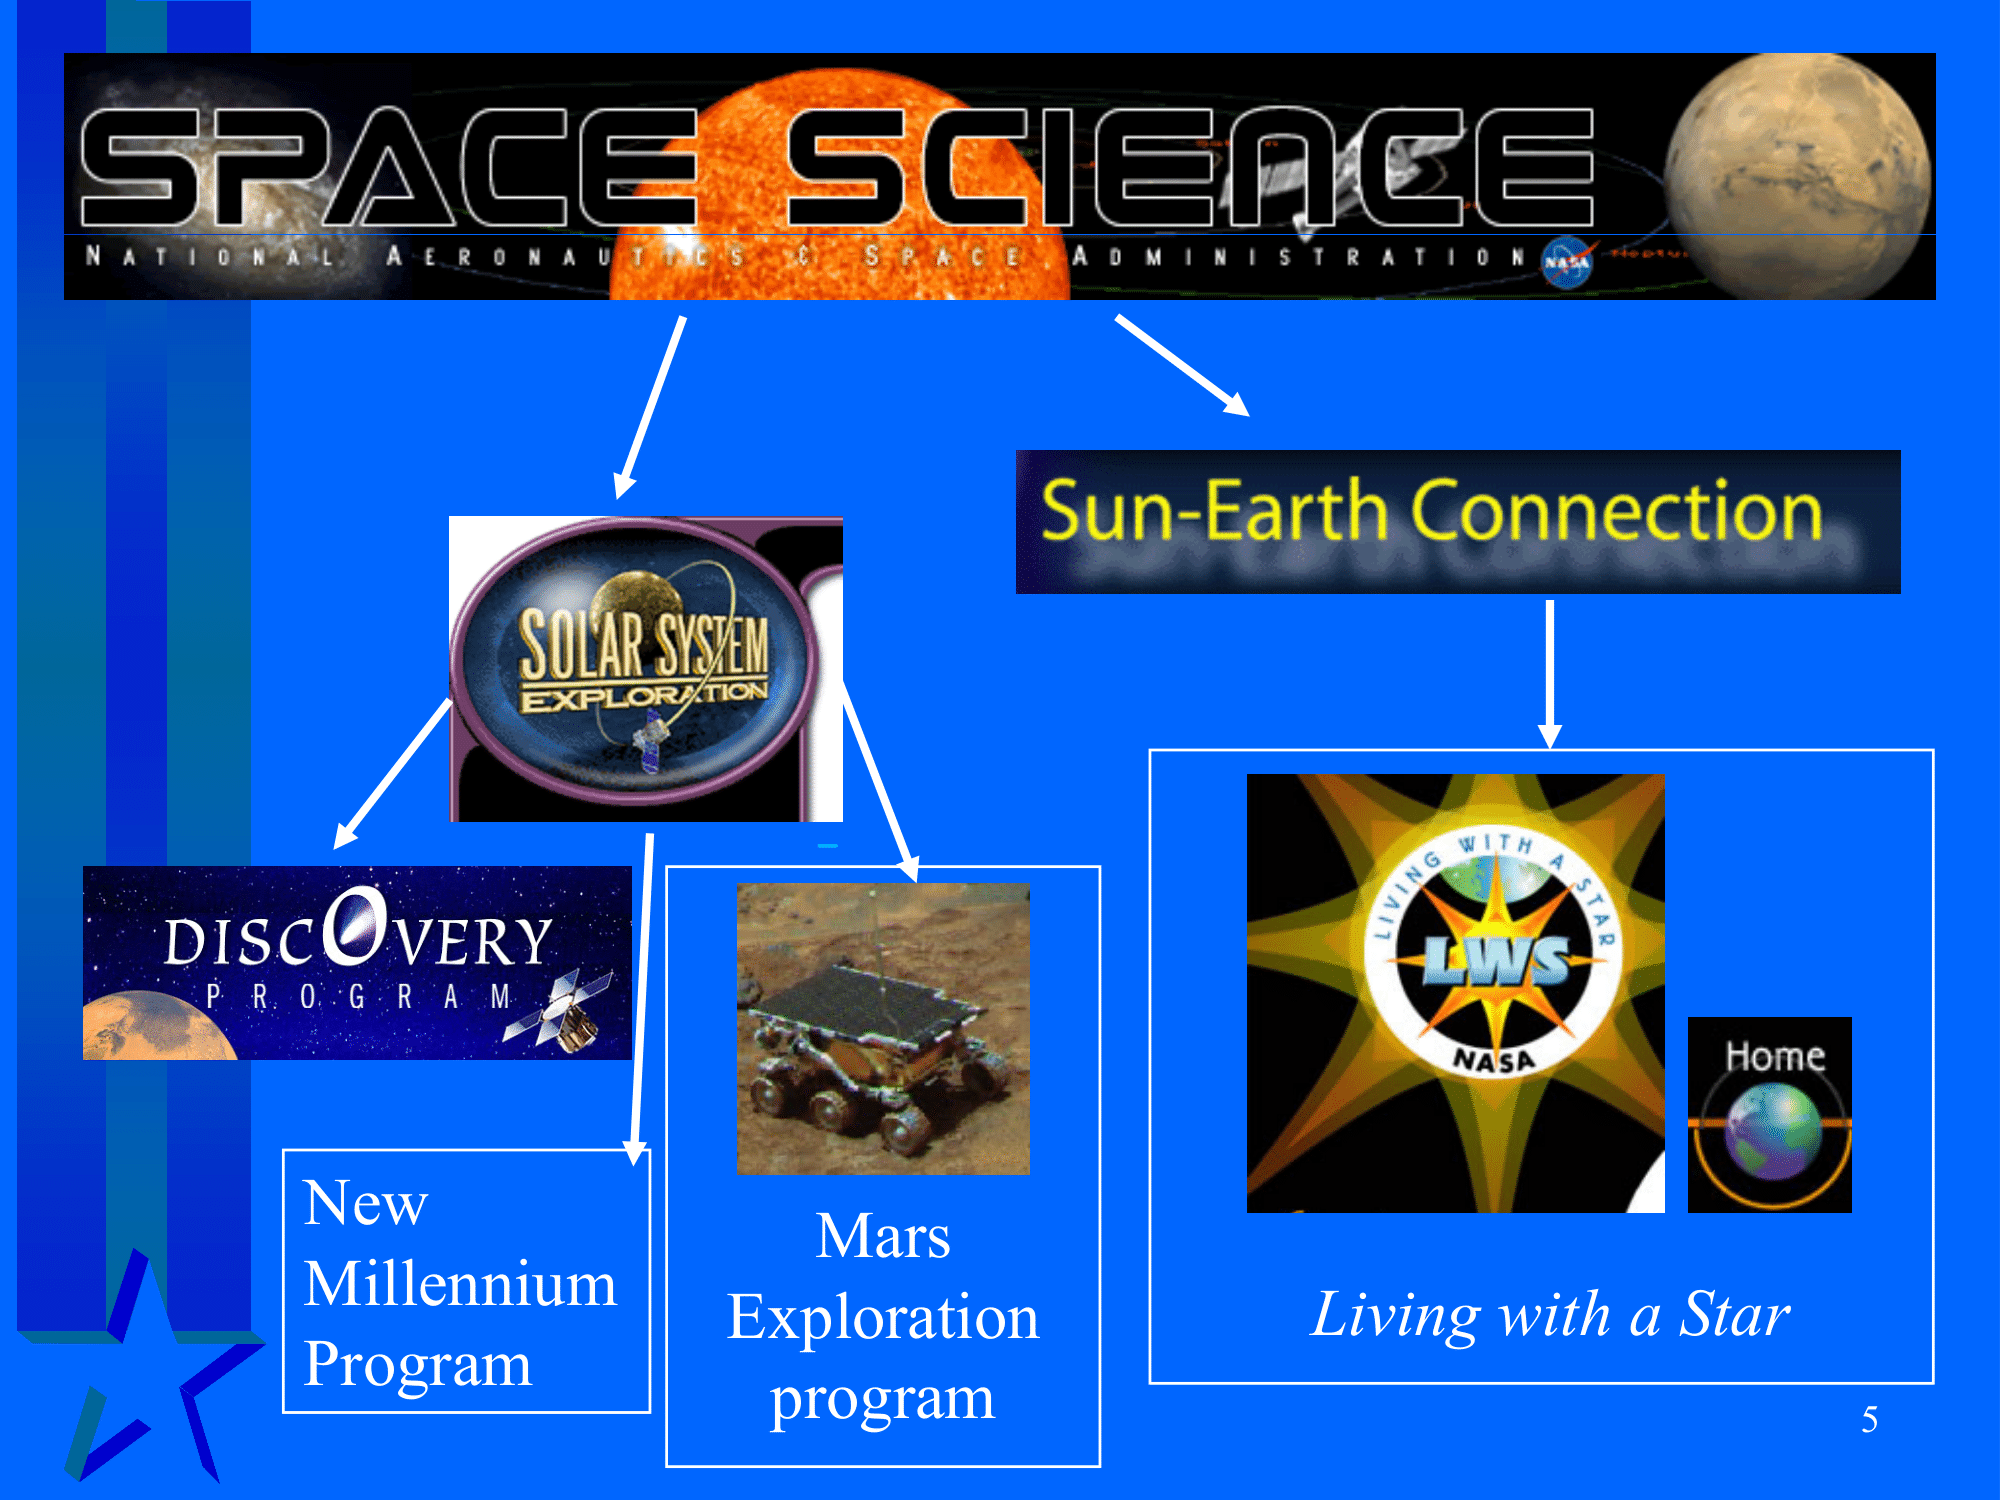 SPACE SCIENCE
NATIONAL AERONAUTICS & SPACE ADMINISTRATION NASA
Sun-Earth Connection
SOLAR SYSTEM
EXPLORATION
DISCOVERY
PROGRAM
LIVING WITH A STAR
LWS
NASA
Home
New
Millennium
Program
Mars
Exploration
program
Living with a Star
5